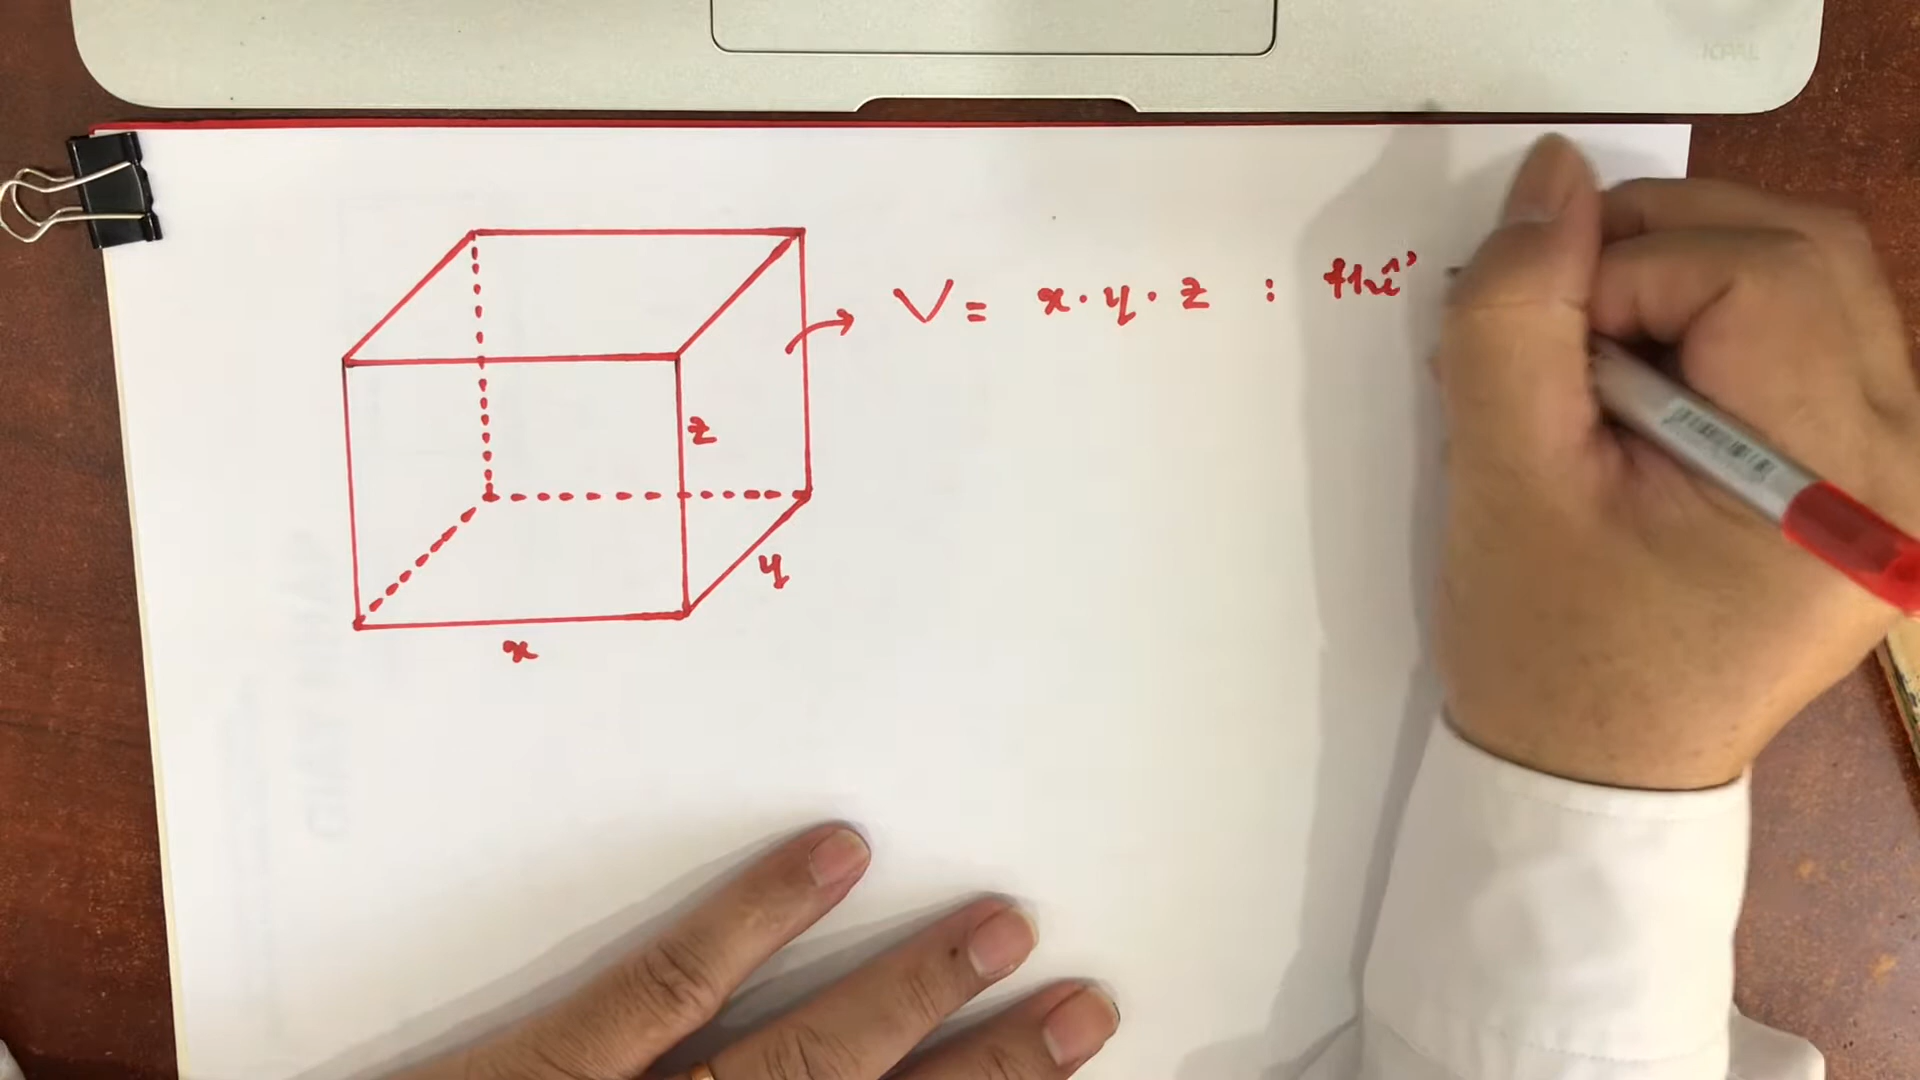 V = x . y . z : thể
z
y
x